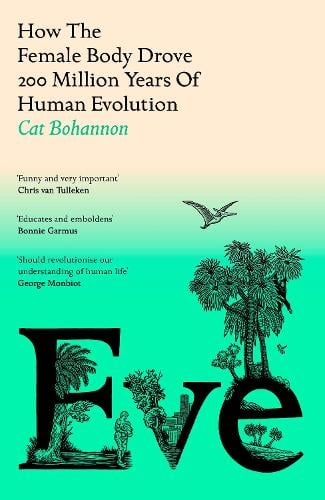 How The
Female Body Drove
200 Million Years Of
Human Evolution
Cat Bohannon
'Funny and very important'
Chris van Tulleken
'Educates and emboldens'
Bonnie Garmus
'Should revolutionise our
understanding of human life'
George Monbiot
Eve